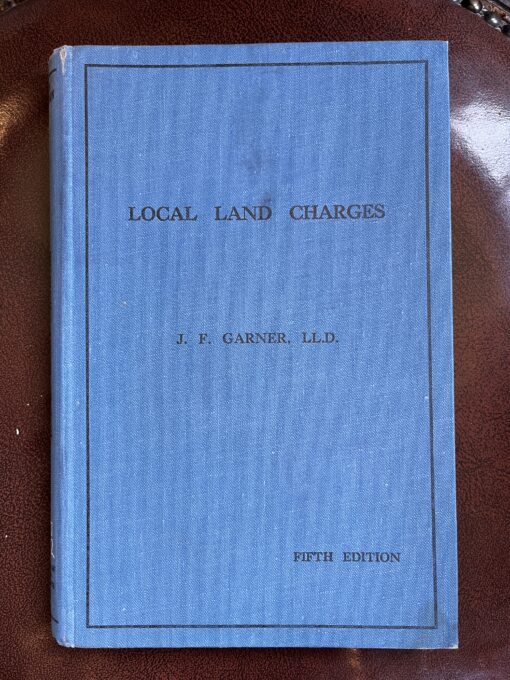 LOCAL LAND CHARGES
J. F. GARNER, LL.D.
FIFTH EDITION